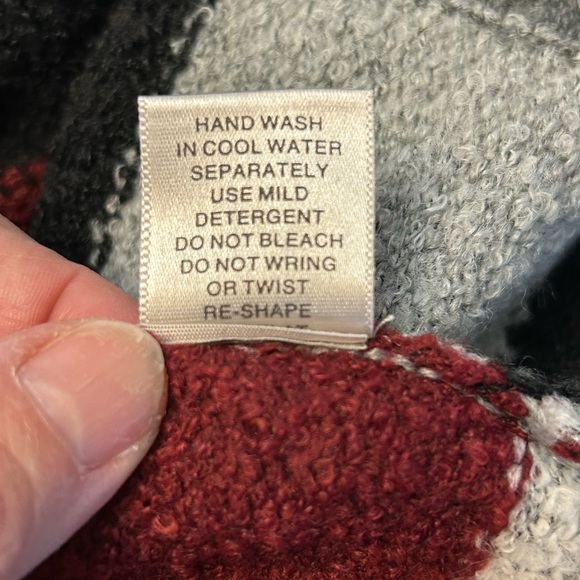 HAND WASH
IN COOL WATER
SEPARATELY
USE MILD
DETERGENT
DO NOT BLEACH
DO NOT WRING
OR TWIST
RE-SHAPE